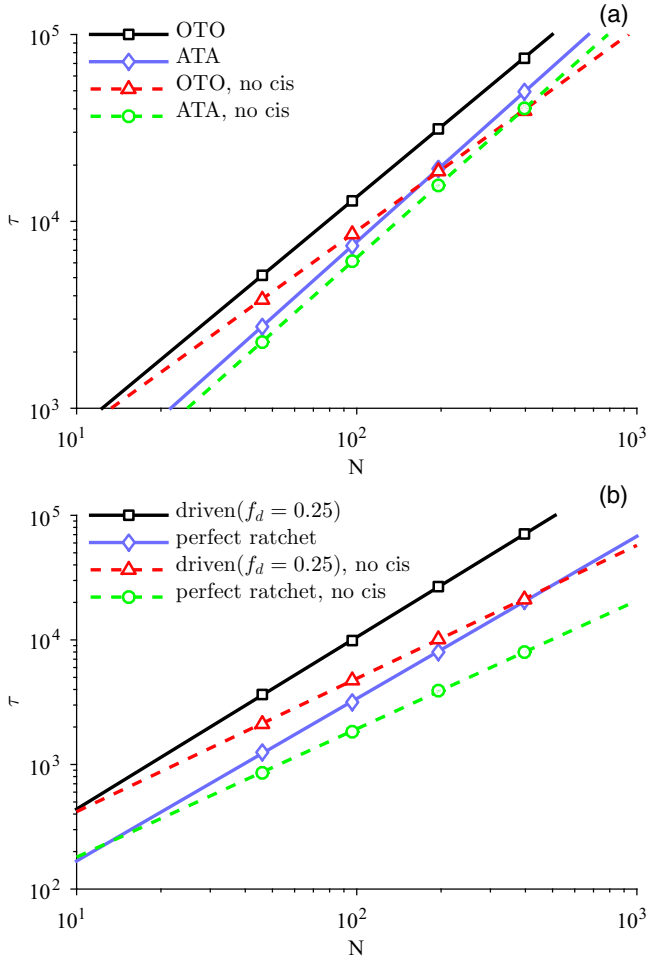 (a)
10^5
OTO
ATA
OTO, no cis
ATA, no cis
10^4
τ
10^3
10^1
10^2
10^3
N
(b)
10^5
driven(f_d = 0.25)
perfect ratchet
driven(f_d = 0.25), no cis
perfect ratchet, no cis
10^4
τ
10^3
10^2
10^1
10^2
10^3
N